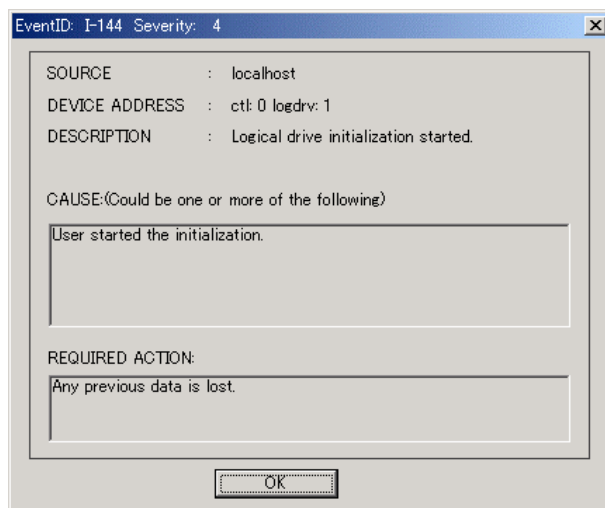 EventID: I-144 Severity: 4
SOURCE : localhost
DEVICE ADDRESS : ctl: 0 logdrv: 1
DESCRIPTION : Logical drive initialization started.
CAUSE:(Could be one or more of the following)
User started the initialization.
REQUIRED ACTION:
Any previous data is lost.
OK